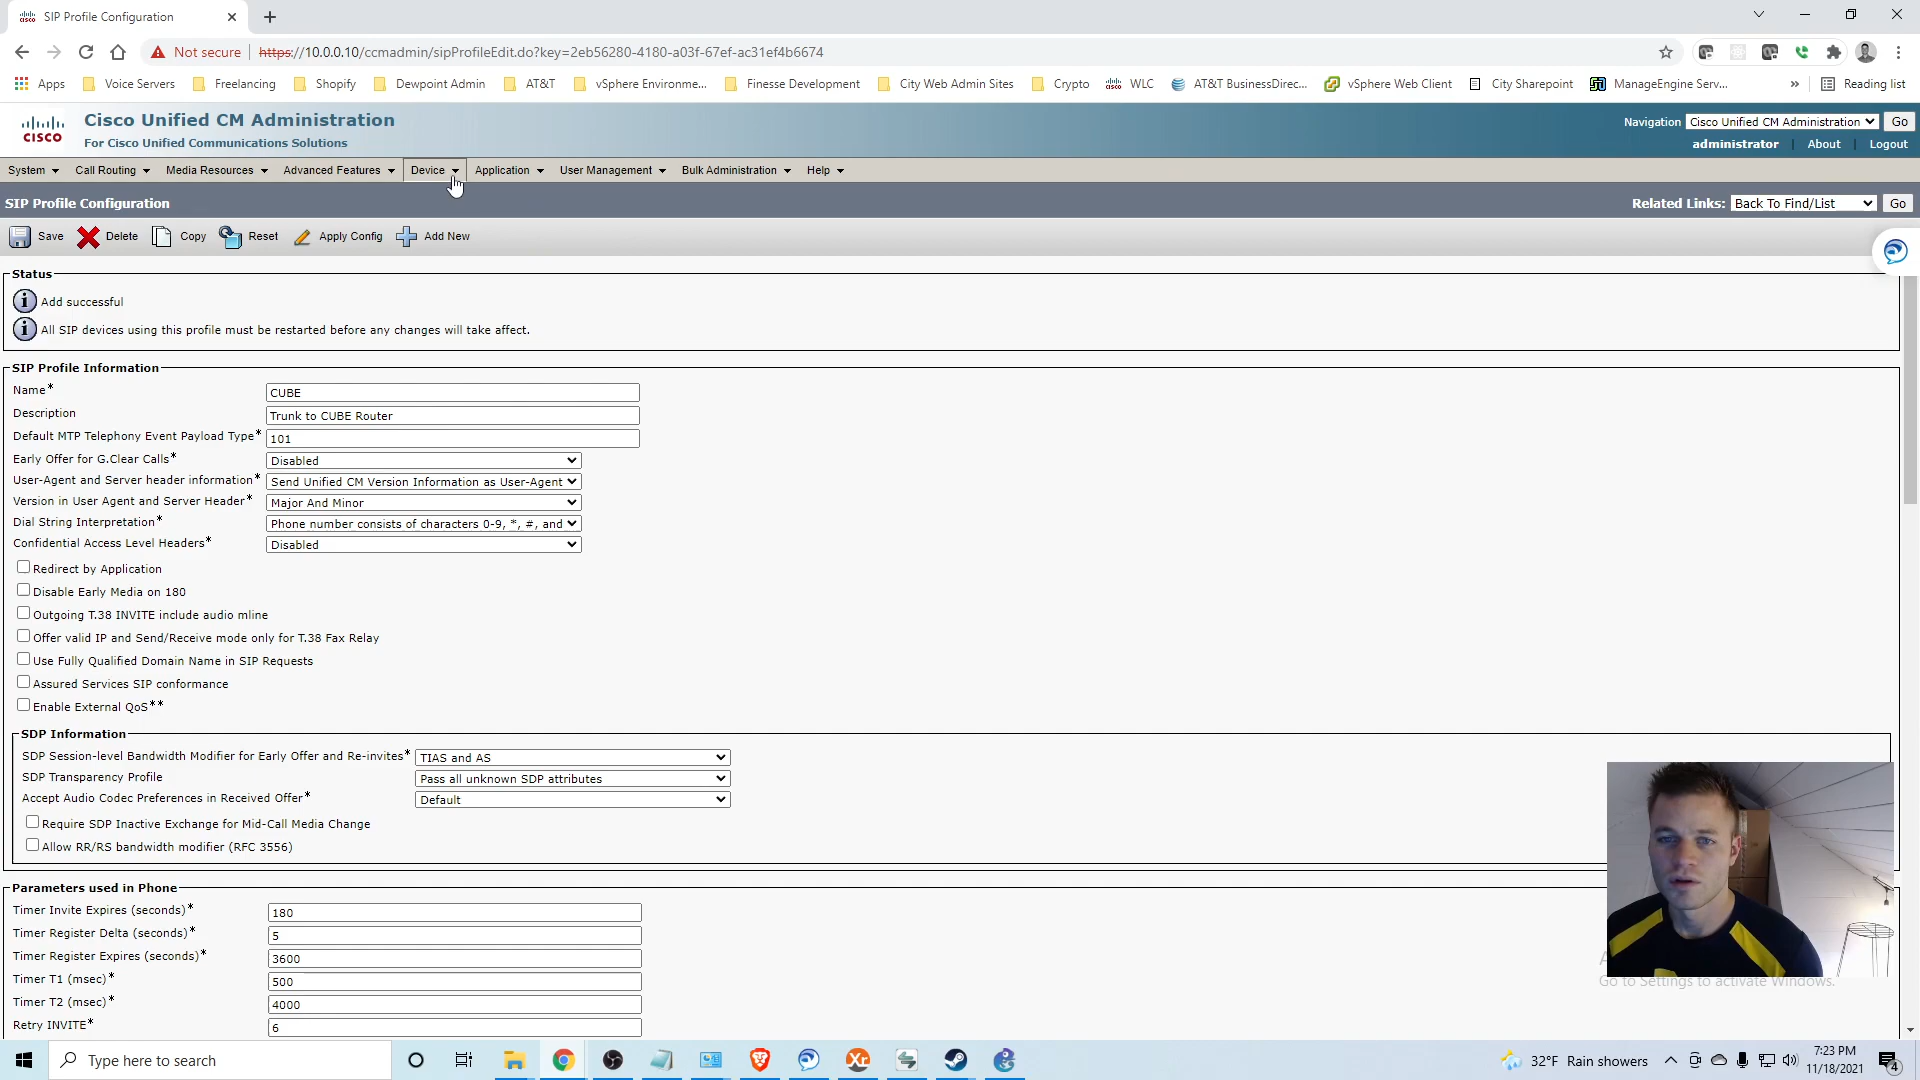 SIP Profile Configuration
Not secure | https://10.0.0.10/ccmadmin/sipProfileEdit.do?key=2eb56280-4180-a03f-67ef-ac31ef4b6674
Apps Voice Servers Freelancing Shopify Dewpoint Admin AT&T vSphere Environme... Finesse Development City Web Admin Sites Crypto WLC AT&T BusinessDirec... vSphere Web Client City Sharepoint ManageEngine Serv... » Reading list
CISCO Cisco Unified CM Administration
For Cisco Unified Communications Solutions
Navigation Cisco Unified CM Administration Go
administrator | About | Logout
System Call Routing Media Resources Advanced Features Device Application User Management Bulk Administration Help
SIP Profile Configuration Related Links: Back To Find/List Go
Save Delete Copy Reset Apply Config Add New
Status
Add successful
All SIP devices using this profile must be restarted before any changes will take affect.
SIP Profile Information
Name* CUBE
Description Trunk to CUBE Router
Default MTP Telephony Event Payload Type* 101
Early Offer for G.Clear Calls* Disabled
User-Agent and Server header information* Send Unified CM Version Information as User-Agent
Version in User Agent and Server Header* Major And Minor
Dial String Interpretation* Phone number consists of characters 0-9, *, #, and
Confidential Access Level Headers* Disabled
Redirect by Application
Disable Early Media on 180
Outgoing T.38 INVITE include audio mline
Offer valid IP and Send/Receive mode only for T.38 Fax Relay
Use Fully Qualified Domain Name in SIP Requests
Assured Services SIP conformance
Enable External QoS**
SDP Information
SDP Session-level Bandwidth Modifier for Early Offer and Re-invites* TIAS and AS
SDP Transparency Profile Pass all unknown SDP attributes
Accept Audio Codec Preferences in Received Offer* Default
Require SDP Inactive Exchange for Mid-Call Media Change
Allow RR/RS bandwidth modifier (RFC 3556)
Parameters used in Phone
Timer Invite Expires (seconds)* 180
Timer Register Delta (seconds)* 5
Timer Register Expires (seconds)* 3600
Timer T1 (msec)* 500
Timer T2 (msec)* 4000
Retry INVITE* 6
Go to Settings to activate Windows.
Type here to search
32°F Rain showers
7:23 PM
11/18/2021
4